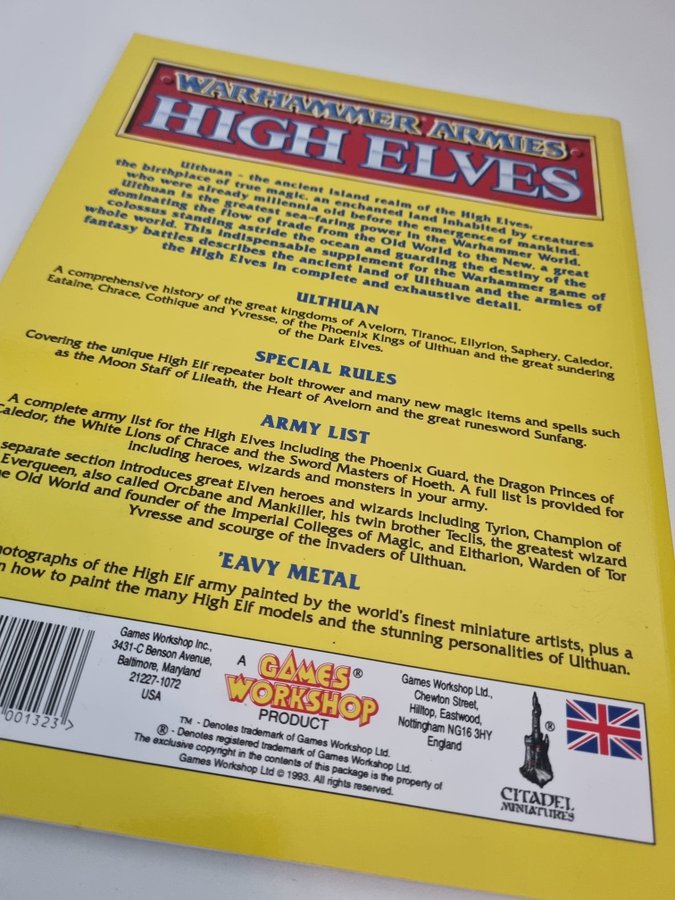 WARHAMMER ARMIES
HIGH ELVES
Ulthuan - the ancient island realm of the High Elves;
the birthplace of true magic, an enchanted land inhabited by creatures
who were already millennia old before the emergence of mankind.
Ulthuan is the greatest sea-faring power in the Warhammer World,
dominating the flow of trade from the Old World to the New, a great
colossus standing astride the ocean and guarding the destiny of the
whole world. This indispensable supplement for the Warhammer game of
fantasy battles describes the ancient land of Ulthuan and the armies of
the High Elves in complete and exhaustive detail.
ULTHUAN
A comprehensive history of the great kingdoms of Avelorn, Tiranoc, Ellyrion, Saphery, Caledor,
Eataine, Chrace, Cothique and Yvresse, of the Phoenix Kings of Ulthuan and the great sundering
of the Dark Elves.
SPECIAL RULES
Covering the unique High Elf repeater bolt thrower and many new magic items and spells such
as the Moon Staff of Lileath, the Heart of Avelorn and the great runesword Sunfang.
ARMY LIST
A complete army list for the High Elves including the Phoenix Guard, the Dragon Princes of
Caledor, the White Lions of Chrace and the Sword Masters of Hoeth. A full list is provided for
including heroes, wizards and monsters in your army.
separate section introduces great Elven heroes and wizards including Tyrion, Champion of
Everqueen, also called Orcbane and Mankiller, his twin brother Teclis, the greatest wizard
Old World and founder of the Imperial Colleges of Magic, and Eltharion, Warden of Tor
Yvresse and scourge of the invaders of Ulthuan.
'EAVY METAL
photographs of the High Elf army painted by the world's finest miniature artists, plus a
how to paint the many High Elf models and the stunning personalities of Ulthuan.
Games Workshop Inc.,
3431-C Benson Avenue,
Baltimore, Maryland
21227-1072
USA
A GAMES WORKSHOP®
PRODUCT
Games Workshop Ltd.,
Chewton Street,
Hilltop, Eastwood,
Nottingham NG16 3HY
England
®
CITADEL
MINIATURES
001323 >
™ - Denotes trademark of Games Workshop Ltd.
® - Denotes registered trademark of Games Workshop Ltd.
The exclusive copyright in the contents of this package is the property of
Games Workshop Ltd © 1993. All rights reserved.